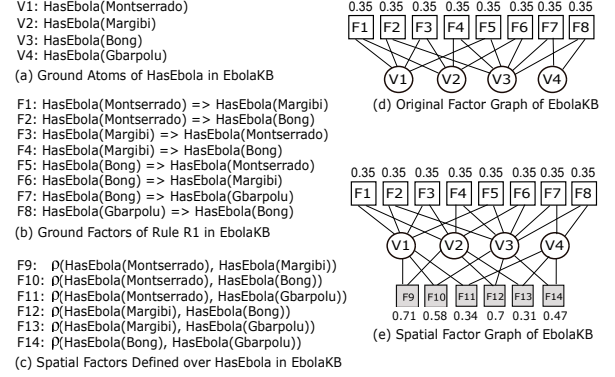 V1: HasEbola(Montserrado)
V2: HasEbola(Margibi)
V3: HasEbola(Bong)
V4: HasEbola(Gbarpolu)
(a) Ground Atoms of HasEbola in EbolaKB
F1: HasEbola(Montserrado) => HasEbola(Margibi)
F2: HasEbola(Montserrado) => HasEbola(Bong)
F3: HasEbola(Margibi) => HasEbola(Montserrado)
F4: HasEbola(Margibi) => HasEbola(Bong)
F5: HasEbola(Bong) => HasEbola(Montserrado)
F6: HasEbola(Bong) => HasEbola(Margibi)
F7: HasEbola(Bong) => HasEbola(Gbarpolu)
F8: HasEbola(Gbarpolu) => HasEbola(Bong)
(b) Ground Factors of Rule R1 in EbolaKB
F9: ρ(HasEbola(Montserrado), HasEbola(Margibi))
F10: ρ(HasEbola(Montserrado), HasEbola(Bong))
F11: ρ(HasEbola(Montserrado), HasEbola(Gbarpolu))
F12: ρ(HasEbola(Margibi), HasEbola(Bong))
F13: ρ(HasEbola(Margibi), HasEbola(Gbarpolu))
F14: ρ(HasEbola(Bong), HasEbola(Gbarpolu))
(c) Spatial Factors Defined over HasEbola in EbolaKB
0.35 0.35 0.35 0.35 0.35 0.35 0.35 0.35
F1 F2 F3 F4 F5 F6 F7 F8
V1 V2 V3 V4
(d) Original Factor Graph of EbolaKB
0.35 0.35 0.35 0.35 0.35 0.35 0.35 0.35
F1 F2 F3 F4 F5 F6 F7 F8
V1 V2 V3 V4
F9 F10 F11 F12 F13 F14
0.71 0.58 0.34 0.7 0.31 0.47
(e) Spatial Factor Graph of EbolaKB